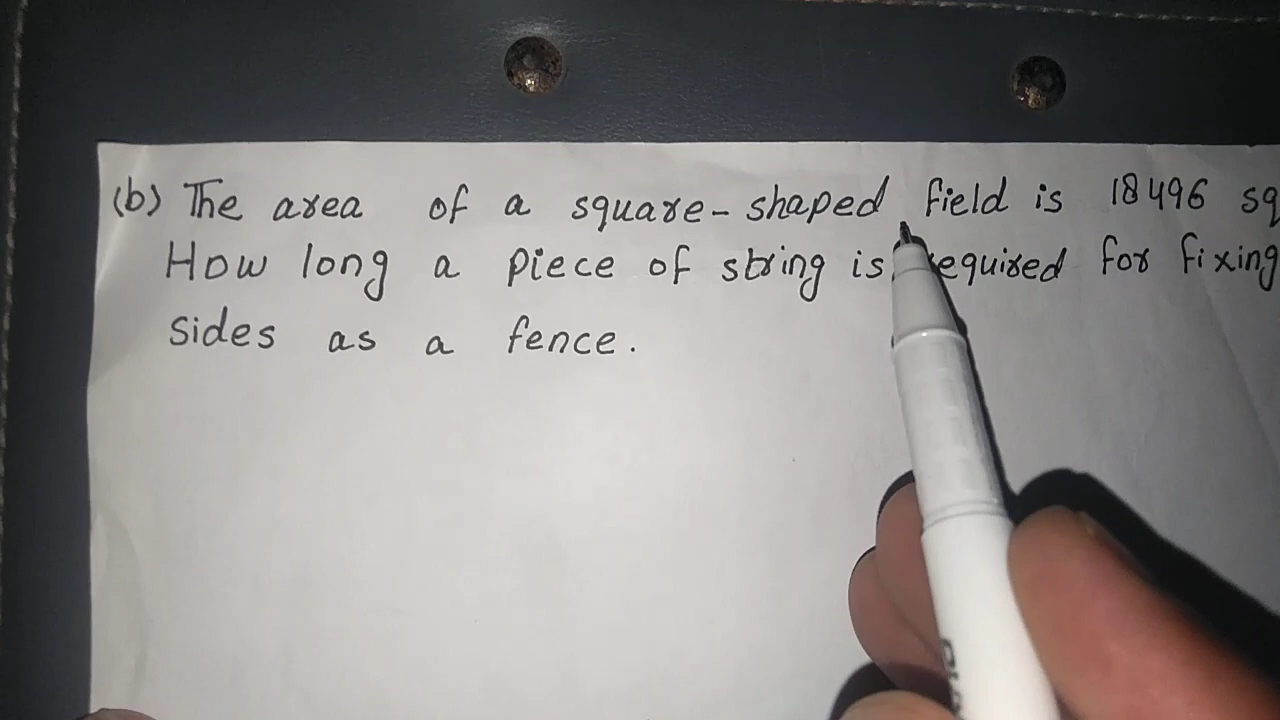 (b) The area of a square-shaped field is 18496 sq
How long a piece of string is required for fixing
sides as a fence.